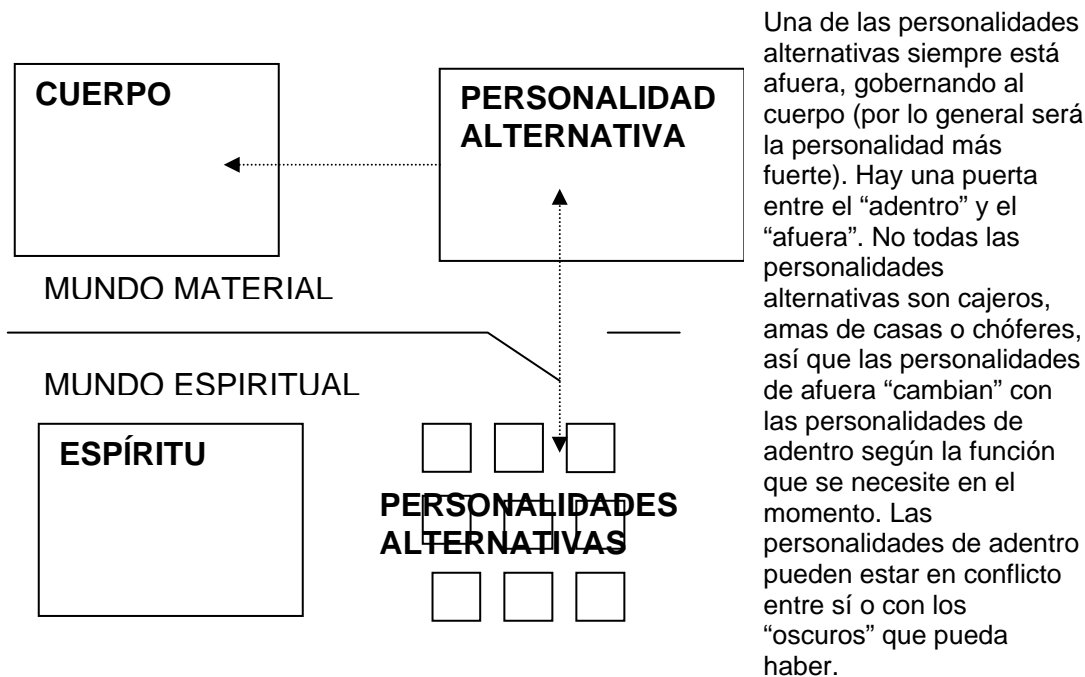 CUERPO
PERSONALIDAD
ALTERNATIVA
MUNDO MATERIAL
MUNDO ESPIRITUAL
ESPÍRITU
PERSONALIDADES
ALTERNATIVAS
Una de las personalidades
alternativas siempre está
afuera, gobernando al
cuerpo (por lo general será
la personalidad más
fuerte). Hay una puerta
entre el “adentro” y el
“afuera”. No todas las
personalidades
alternativas son cajeros,
amas de casas o chóferes,
así que las personalidades
de afuera “cambian” con
las personalidades de
adentro según la función
que se necesite en el
momento. Las
personalidades de adentro
pueden estar en conflicto
entre sí o con los
“oscuros” que pueda
haber.